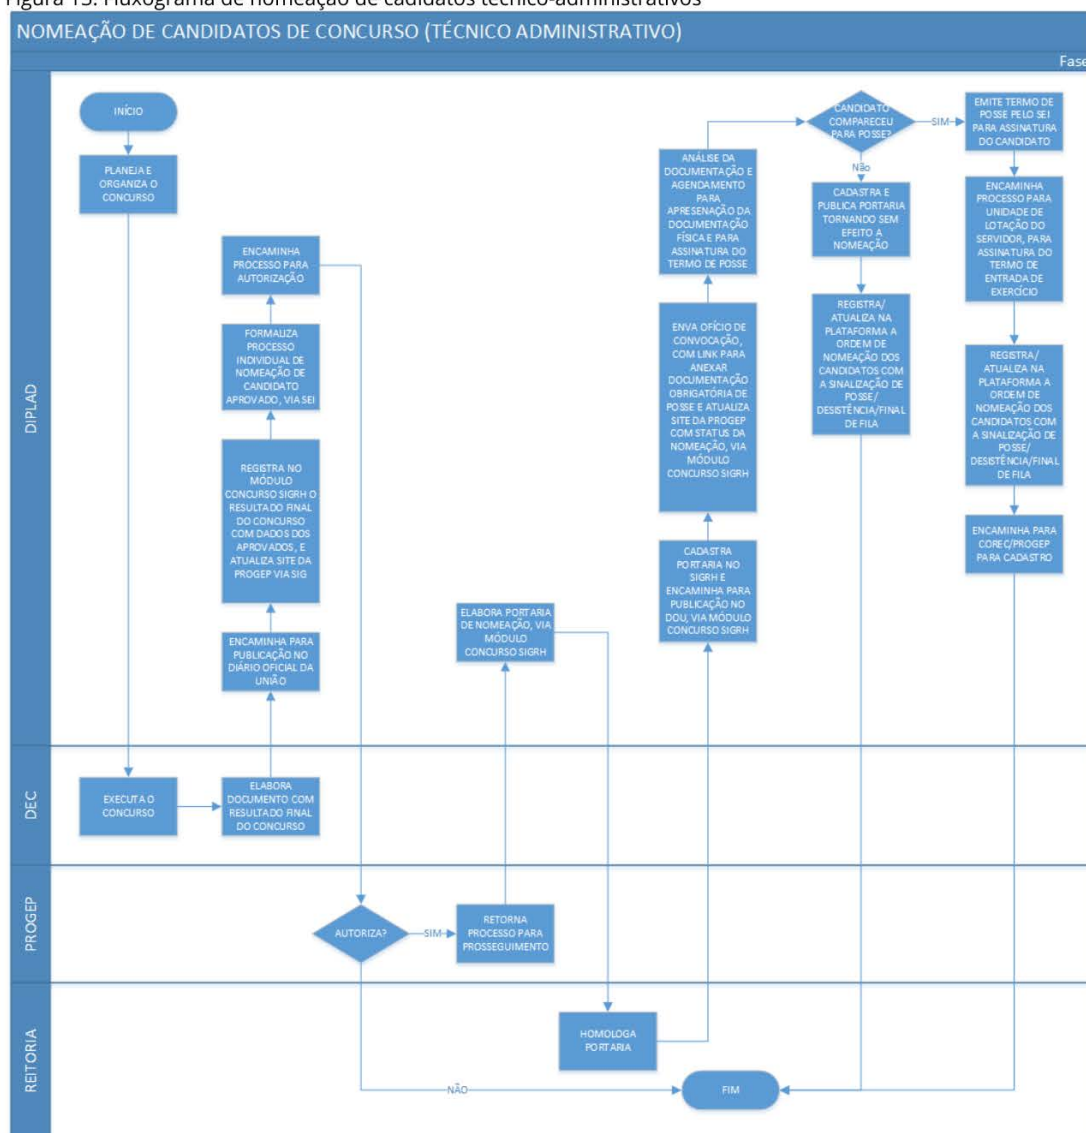 Figura 13: Fluxograma de nomeação de cadidatos técnico-administrativos
NOMEAÇÃO DE CANDIDATOS DE CONCURSO (TÉCNICO ADMINISTRATIVO)
Fase
DIPLAD
INÍCIO
PLANEJA E
ORGANIZA O
CONCURSO
ENCAMINHA
PROCESSO PARA
AUTORIZAÇÃO
FORMALIZA
PROCESSO
INDIVIDUAL DE
NOMEAÇÃO DE
CANDIDATO
APROVADO, VIA SEI
REGISTRA NO
MÓDULO
CONCURSO SIGRH O
RESULTADO FINAL
DO CONCURSO
COM DADOS DOS
APROVADOS, E
ATUALIZA SITE DA
PROGEP VIA SIG
ENCAMINHA PARA
PUBLICAÇÃO NO
DIÁRIO OFICIAL DA
UNIÃO
ELABORA PORTARIA
DE NOMEAÇÃO, VIA
MÓDULO
CONCURSO SIGRH
ANÁLISE DA
DOCUMENTAÇÃO E
AGENDAMENTO
PARA
APRESENAÇÃO DA
DOCUMENTAÇÃO
FÍSICA E PARA
ASSINATURA DO
TERMO DE POSSE
ENVA OFÍCIO DE
CONVOCAÇÃO,
COM LINK PARA
ANEXAR
DOCUMENTAÇÃO
OBRIGATÓRIA DE
POSSE E ATUALIZA
SITE DA PROGEP
COM STATUS DA
NOMEAÇÃO, VIA
MÓDULO
CONCURSO SIGRH
CADASTRA
PORTARIA NO
SIGRH E
ENCAMINHA PARA
PUBLICAÇÃO NO
DOU, VIA MÓDULO
CONCURSO SIGRH
CANDIDATO
COMPARECEU
PARA POSSE?
SIM
Não
CADASTRA E
PUBLICA PORTARIA
TORNANDO SEM
EFEITO A
NOMEAÇÃO
REGISTRA/
ATUALIZA NA
PLATAFORMA A
ORDEM DE
NOMEAÇÃO DOS
CANDIDATOS COM
A SINALIZAÇÃO DE
POSSE/
DESISTÊNCIA/FINAL
DE FILA
EMITE TERMO DE
POSSE PELO SEI
PARA ASSINATURA
DO CANDIDATO
ENCAMINHA
PROCESSO PARA
UNIDADE DE
LOTAÇÃO DO
SERVIDOR, PARA
ASSINATURA DO
TERMO DE
ENTRADA DE
EXERCÍCIO
REGISTRA/
ATUALIZA NA
PLATAFORMA A
ORDEM DE
NOMEAÇÃO DOS
CANDIDATOS COM
A SINALIZAÇÃO DE
POSSE/
DESISTÊNCIA/FINAL
DE FILA
ENCAMINHA PARA
COREC/PROGEP
PARA CADASTRO
DEC
EXECUTA O
CONCURSO
ELABORA
DOCUMENTO COM
RESULTADO FINAL
DO CONCURSO
PROGEP
AUTORIZA?
SIM
RETORNA
PROCESSO PARA
PROSSEGUIMENTO
REITORIA
HOMOLOGA
PORTARIA
NÃO
FIM